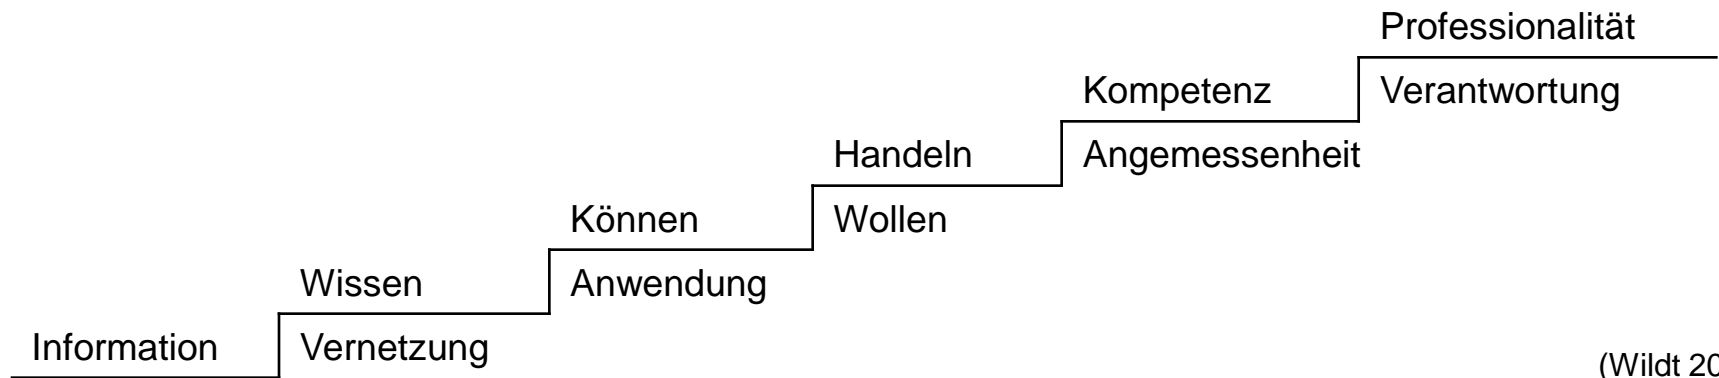 Professionalität
Kompetenz
Verantwortung
Handeln
Angemessenheit
Können
Wollen
Wissen
Anwendung
Information
Vernetzung
(Wildt 20